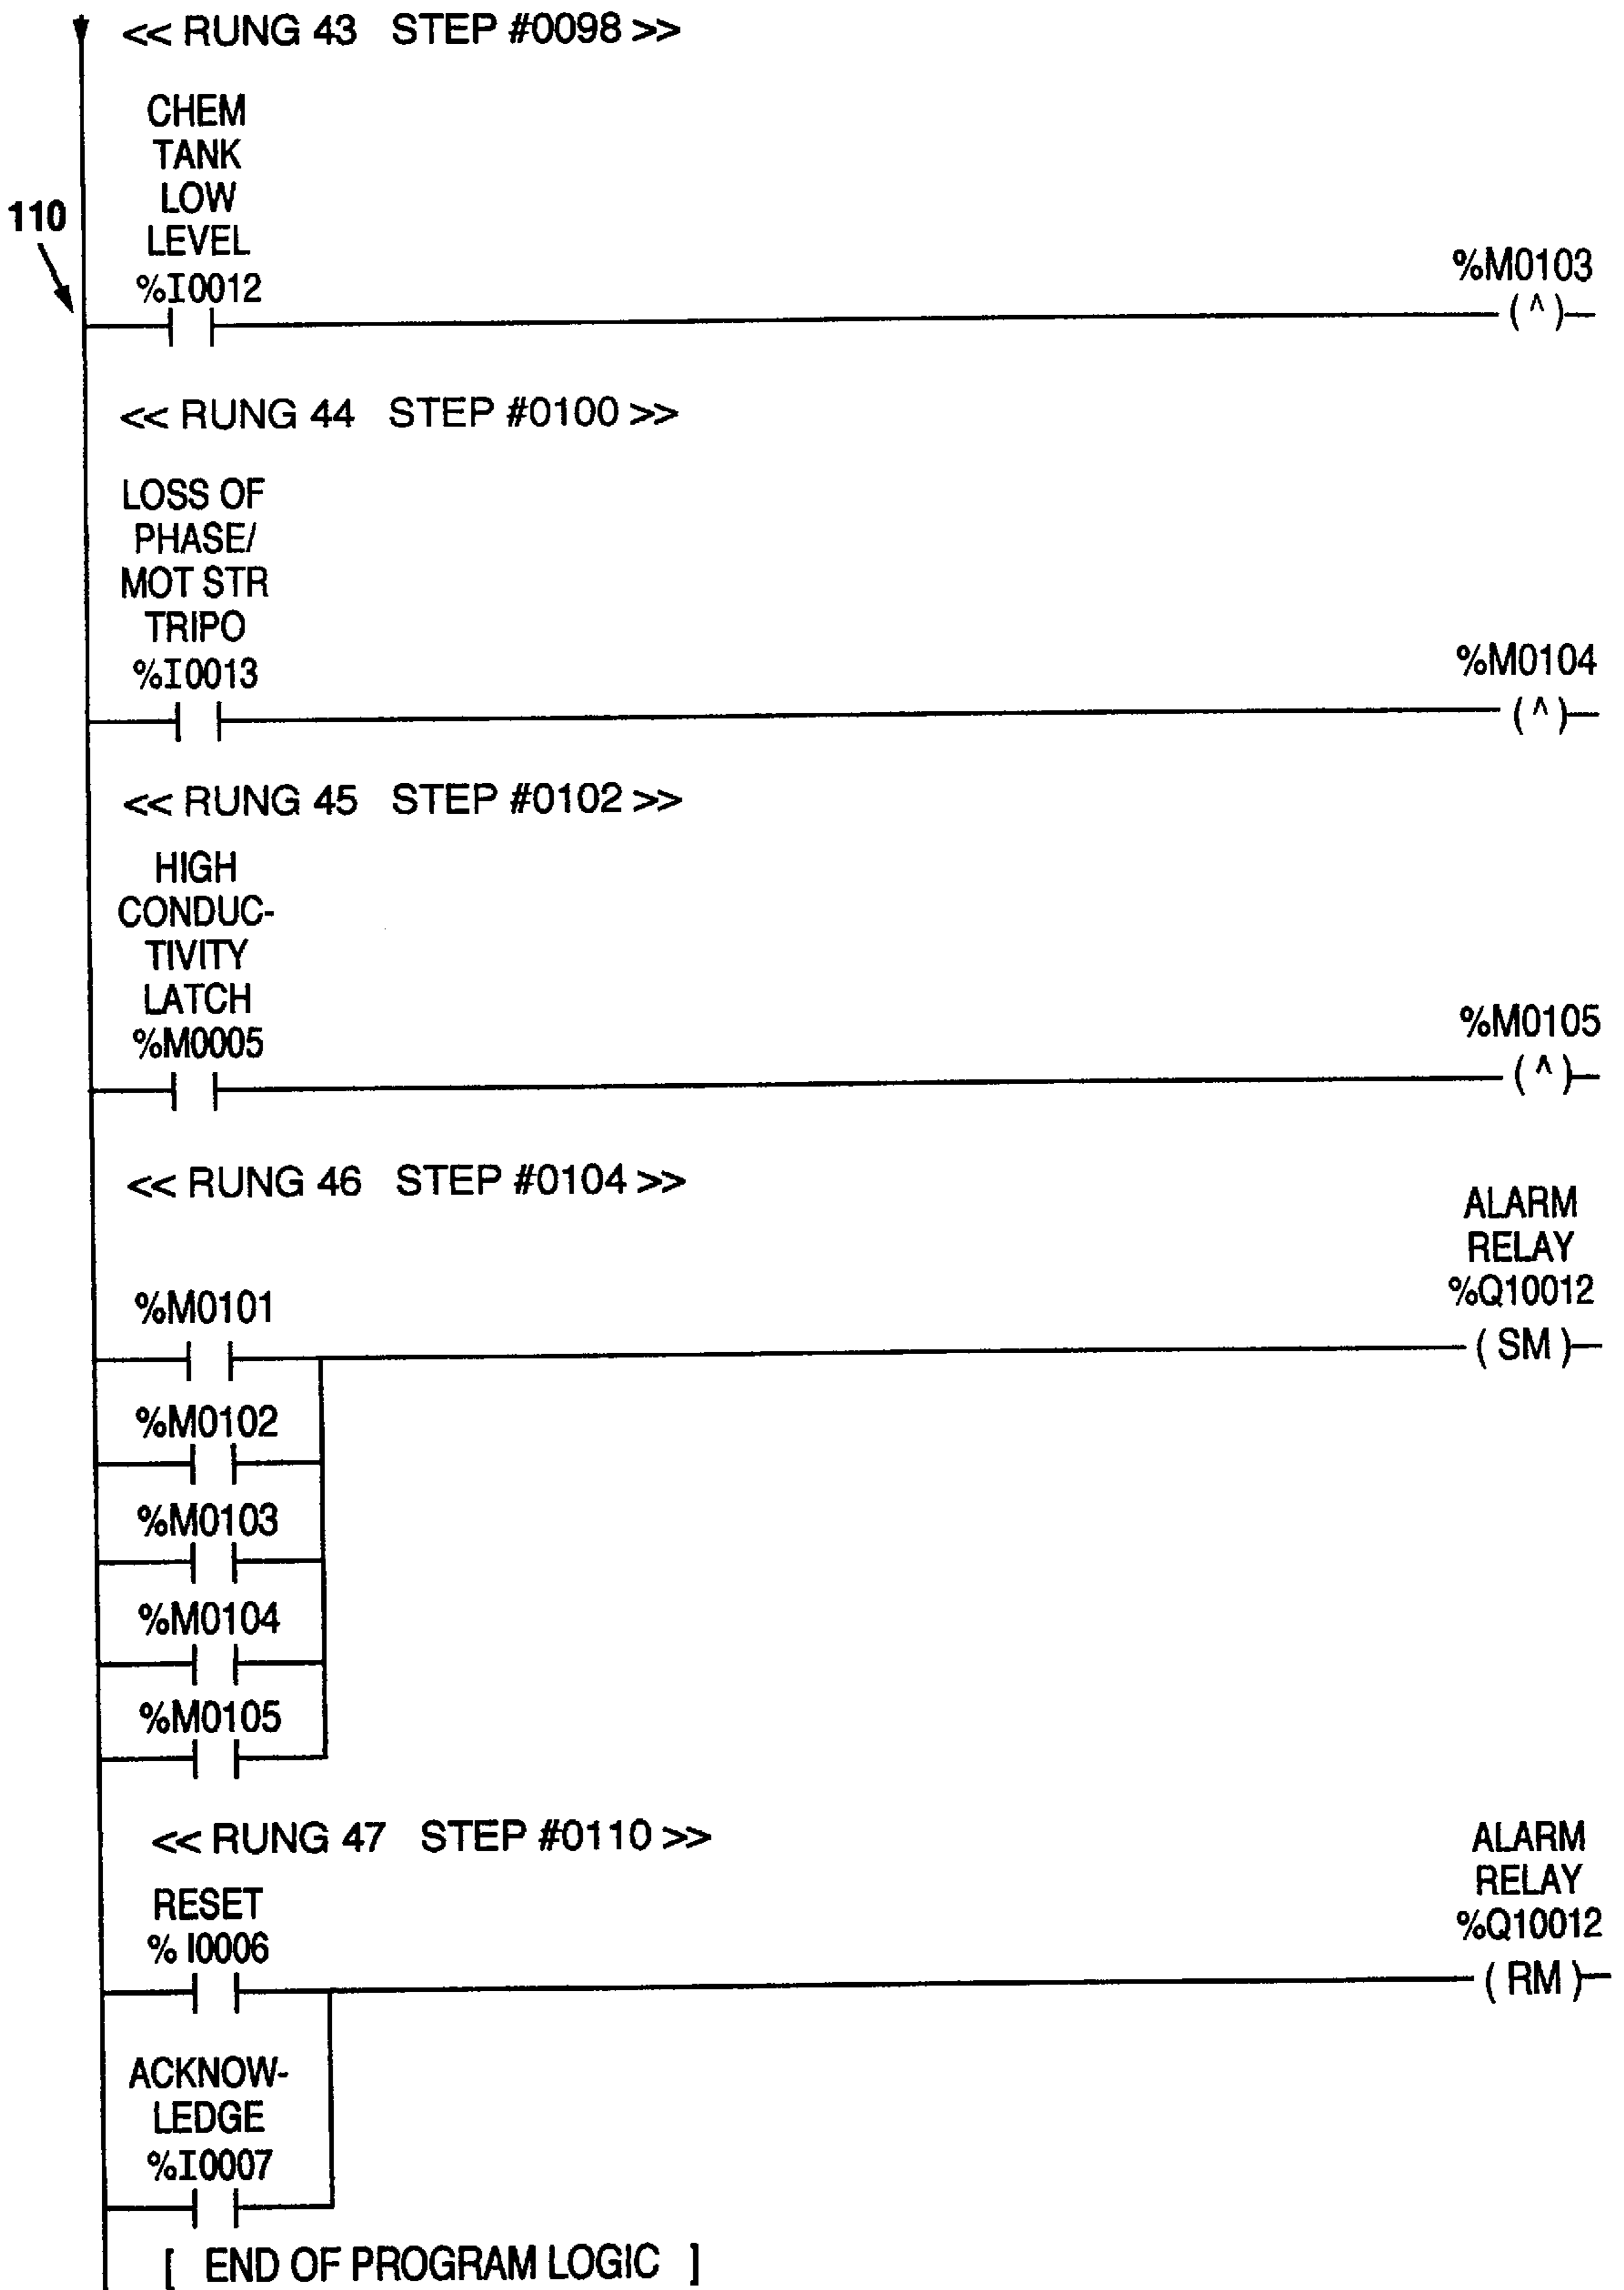 << RUNG 43 STEP #0098 >>
CHEM
TANK
LOW
LEVEL
%I0012
110
%M0103
(^)
<< RUNG 44 STEP #0100 >>
LOSS OF
PHASE/
MOT STR
TRIPO
%I0013
%M0104
(^)
<< RUNG 45 STEP #0102 >>
HIGH
CONDUC-
TIVITY
LATCH
%M0005
%M0105
(^)
<< RUNG 46 STEP #0104 >>
ALARM
RELAY
%Q10012
(SM)
%M0101
%M0102
%M0103
%M0104
%M0105
<< RUNG 47 STEP #0110 >>
ALARM
RELAY
%Q10012
(RM)
RESET
% I0006
ACKNOW-
LEDGE
%I0007
[ END OF PROGRAM LOGIC ]